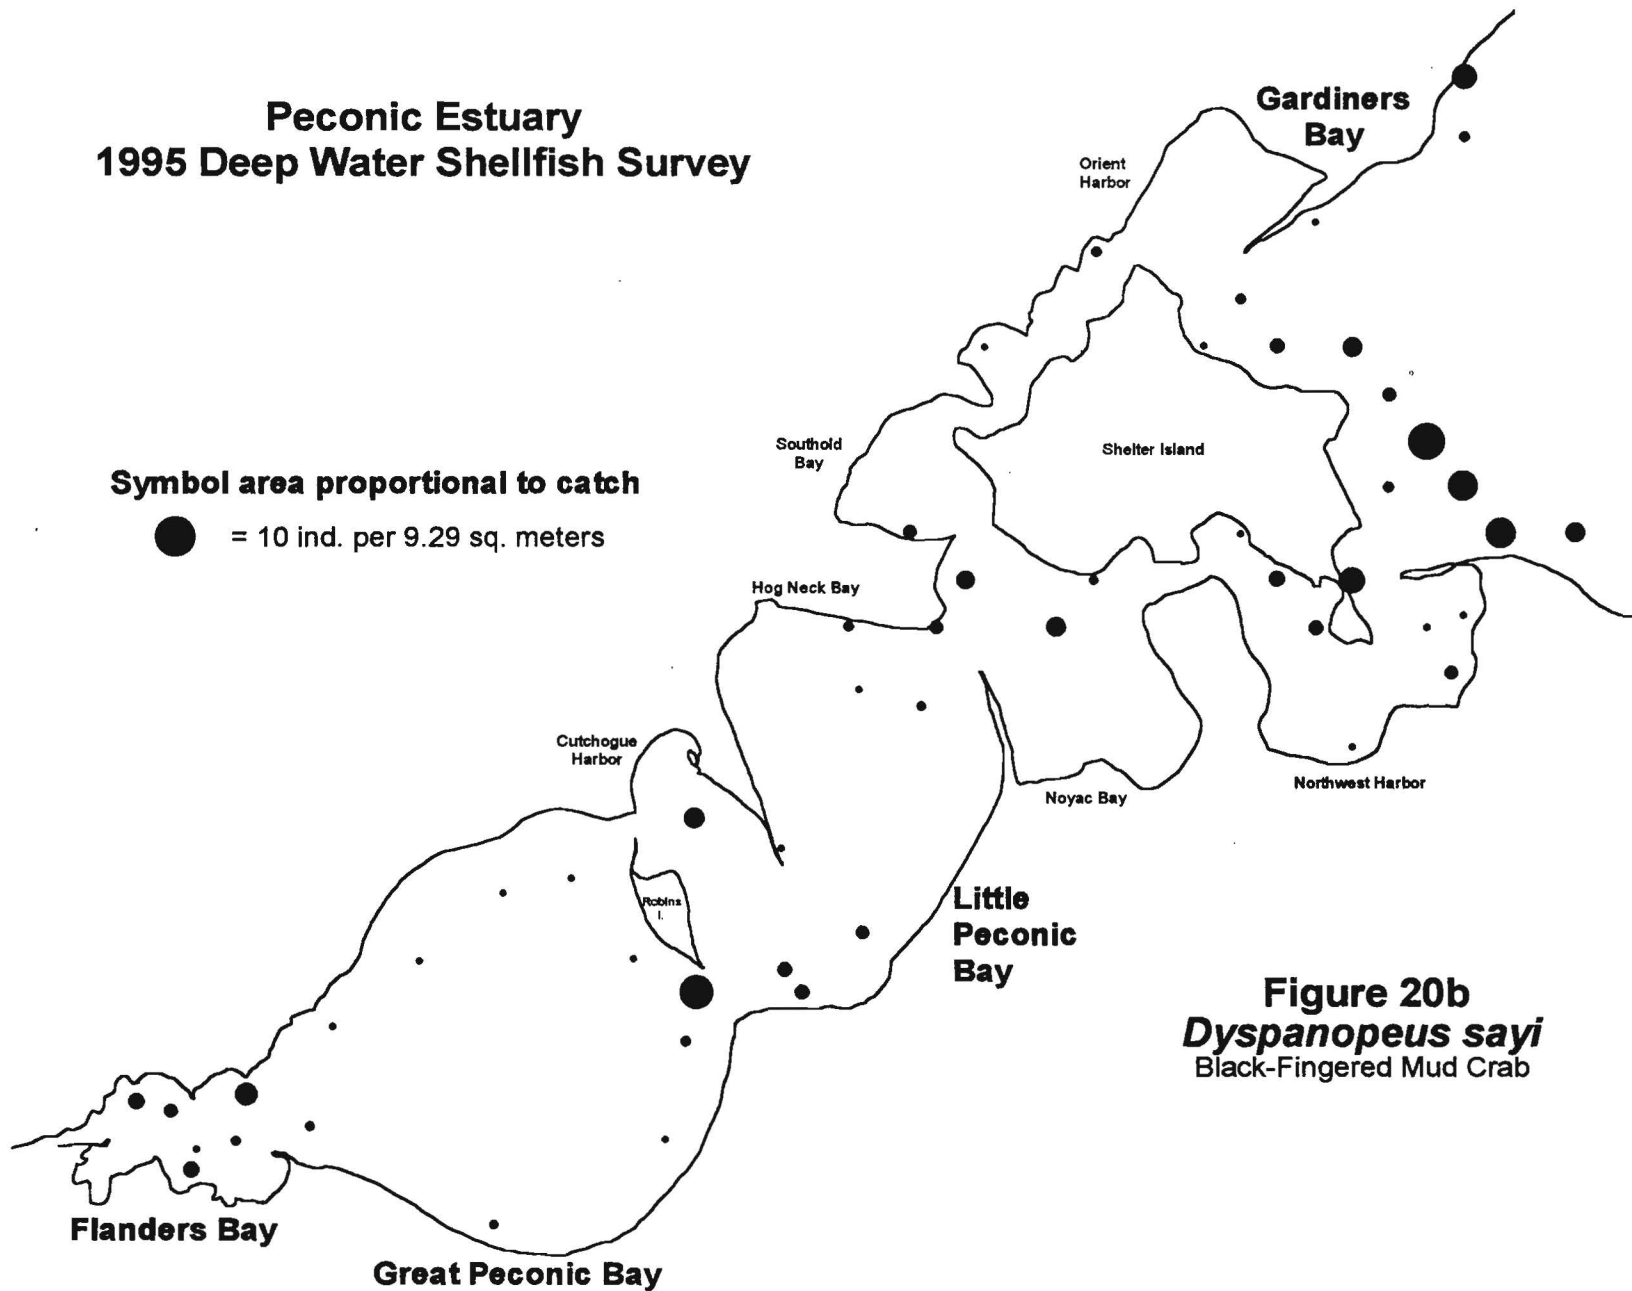 Peconic Estuary
1995 Deep Water Shellfish Survey
Gardiners
Bay
Orient
Harbor
Southold
Bay
Shelter Island
Symbol area proportional to catch
= 10 ind. per 9.29 sq. meters
Hog Neck Bay
Cutchogue
Harbor
Noyac Bay
Northwest Harbor
Robins
I.
Little
Peconic
Bay
Figure 20b
Dyspanopeus sayi
Black-Fingered Mud Crab
Flanders Bay
Great Peconic Bay